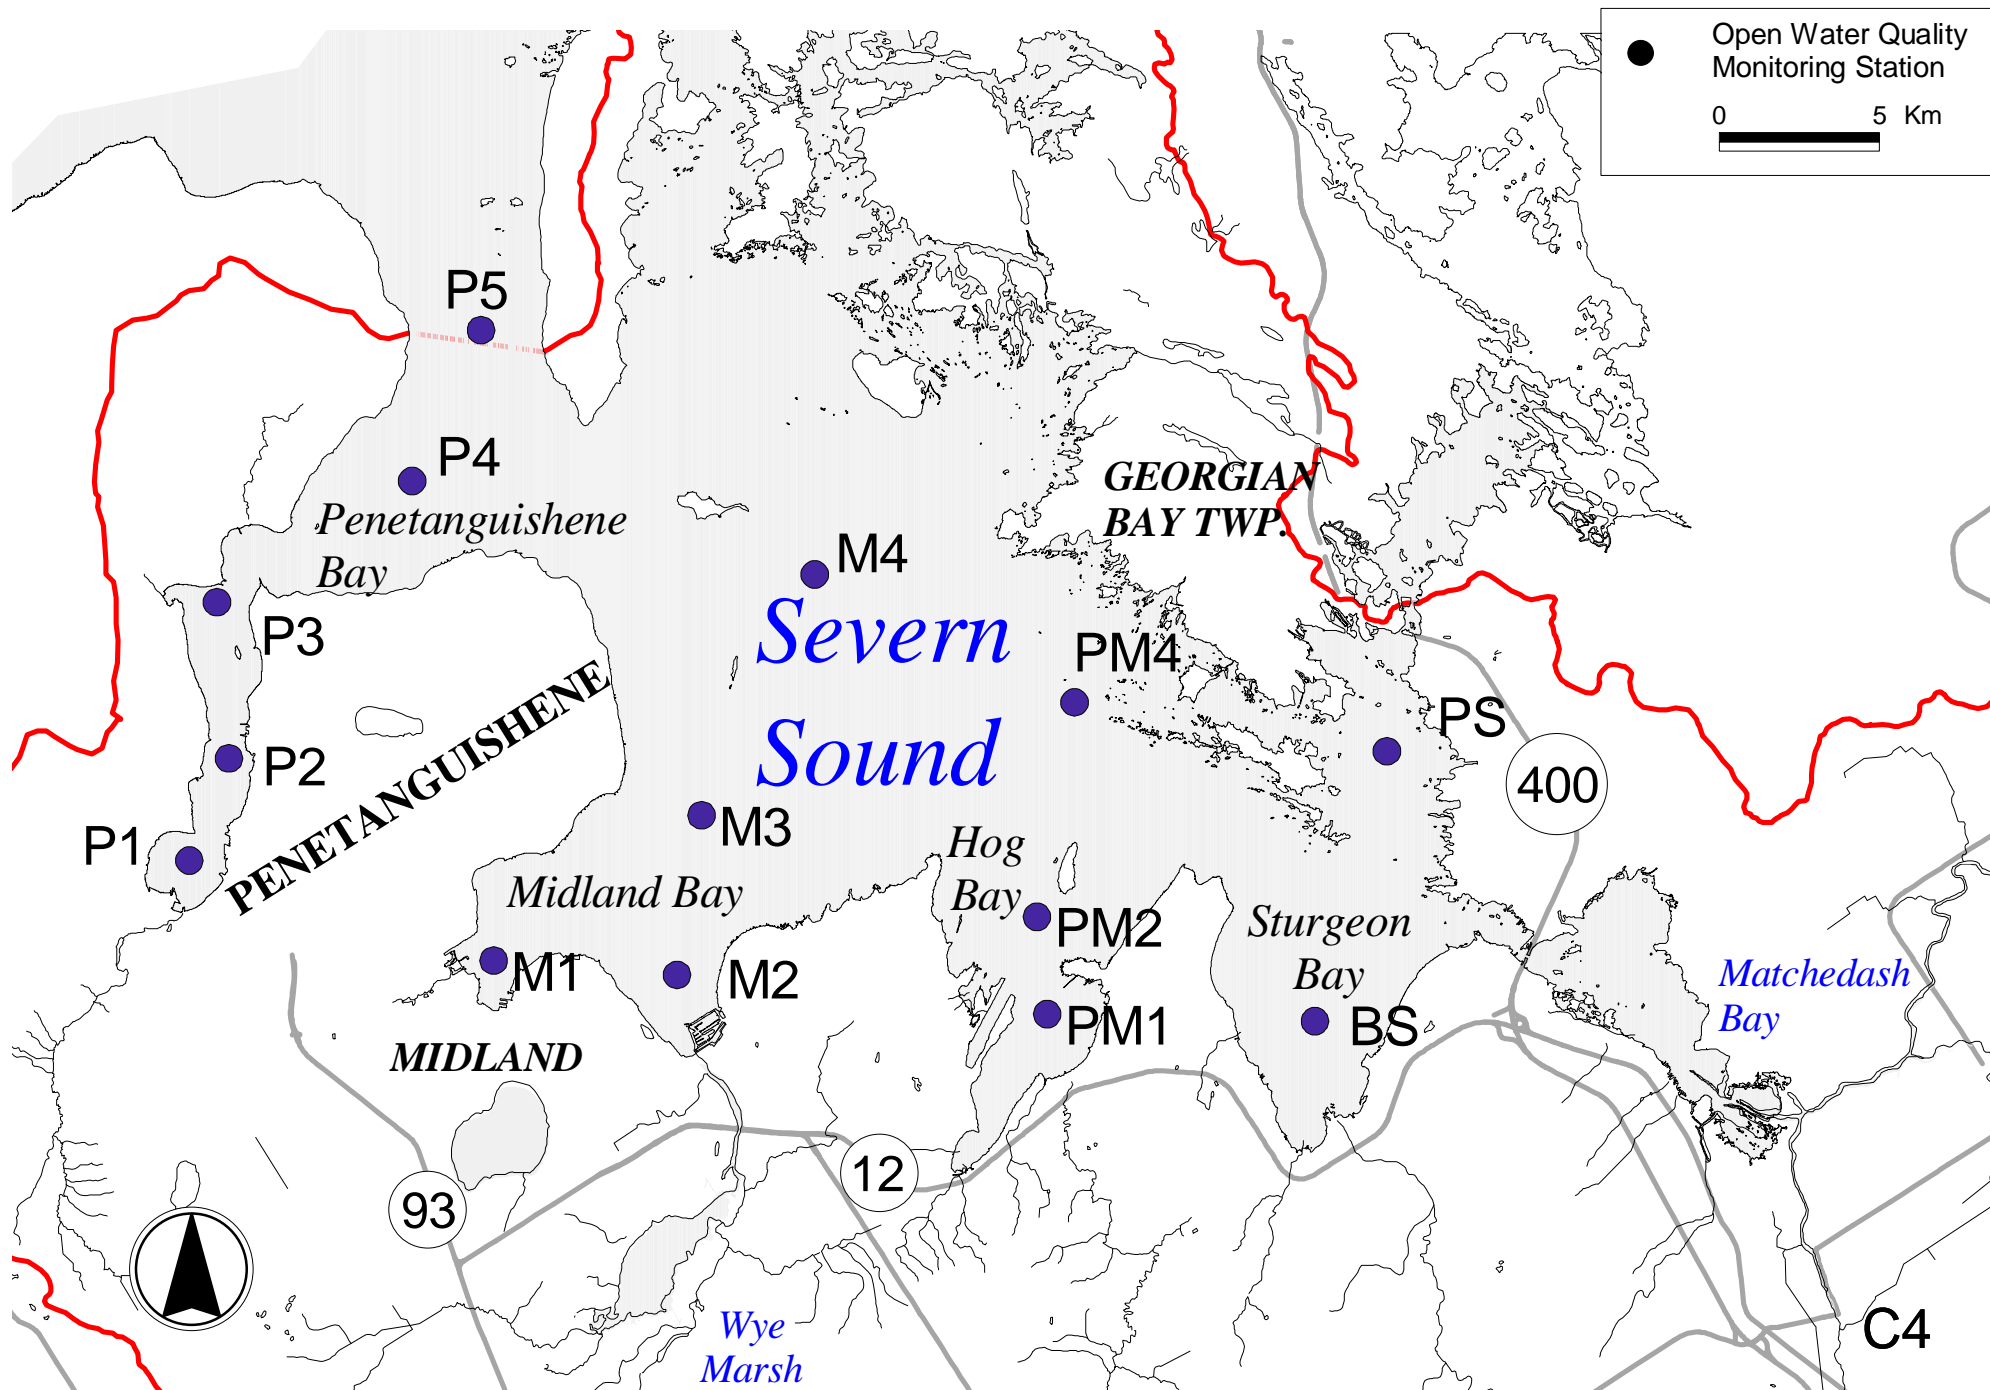 Open Water Quality
Monitoring Station
0 5 Km
P5
P4
Penetanguishene
Bay
GEORGIAN
BAY TWP.
M4
P3
Severn
Sound
PM4
PS
P2
PENETANGUISHENE
400
P1
M3
Hog
Bay
Midland Bay
PM2
Sturgeon
Bay
M1
M2
Matchedash
Bay
PM1
BS
MIDLAND
12
93
Wye
Marsh
C4